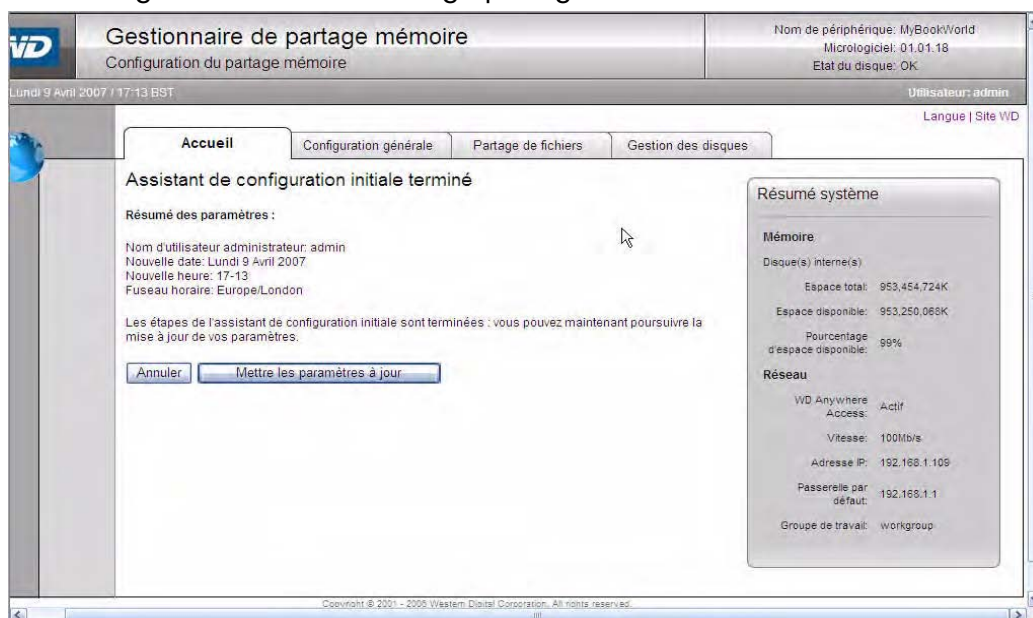 WD
Gestionnaire de partage mémoire
Configuration du partage mémoire
Nom de périphérique: MyBookWorld
Micrologiciel: 01.01.18
Etat du disque: OK
Lundi 9 Avril 2007 / 17:13 BST
Utilisateur: admin
Langue | Site WD
Accueil
Configuration générale
Partage de fichiers
Gestion des disques
Assistant de configuration initiale terminé
Résumé des paramètres :
Nom d'utilisateur administrateur: admin
Nouvelle date: Lundi 9 Avril 2007
Nouvelle heure: 17-13
Fuseau horaire: Europe/London
Les étapes de l'assistant de configuration initiale sont terminées : vous pouvez maintenant poursuivre la
mise à jour de vos paramètres.
Annuler
Mettre les paramètres à jour
Résumé système
Mémoire
Disque(s) interne(s)
Espace total: 953,454,724K
Espace disponible: 953,250,068K
Pourcentage
d'espace disponible: 99%
Réseau
WD Anywhere
Access: Actif
Vitesse: 100Mb/s
Adresse IP: 192.168.1.109
Passerelle par
défaut: 192.168.1.1
Groupe de travail: workgroup
Copyright © 2001 - 2006 Western Digital Corporation. All rights reserved.